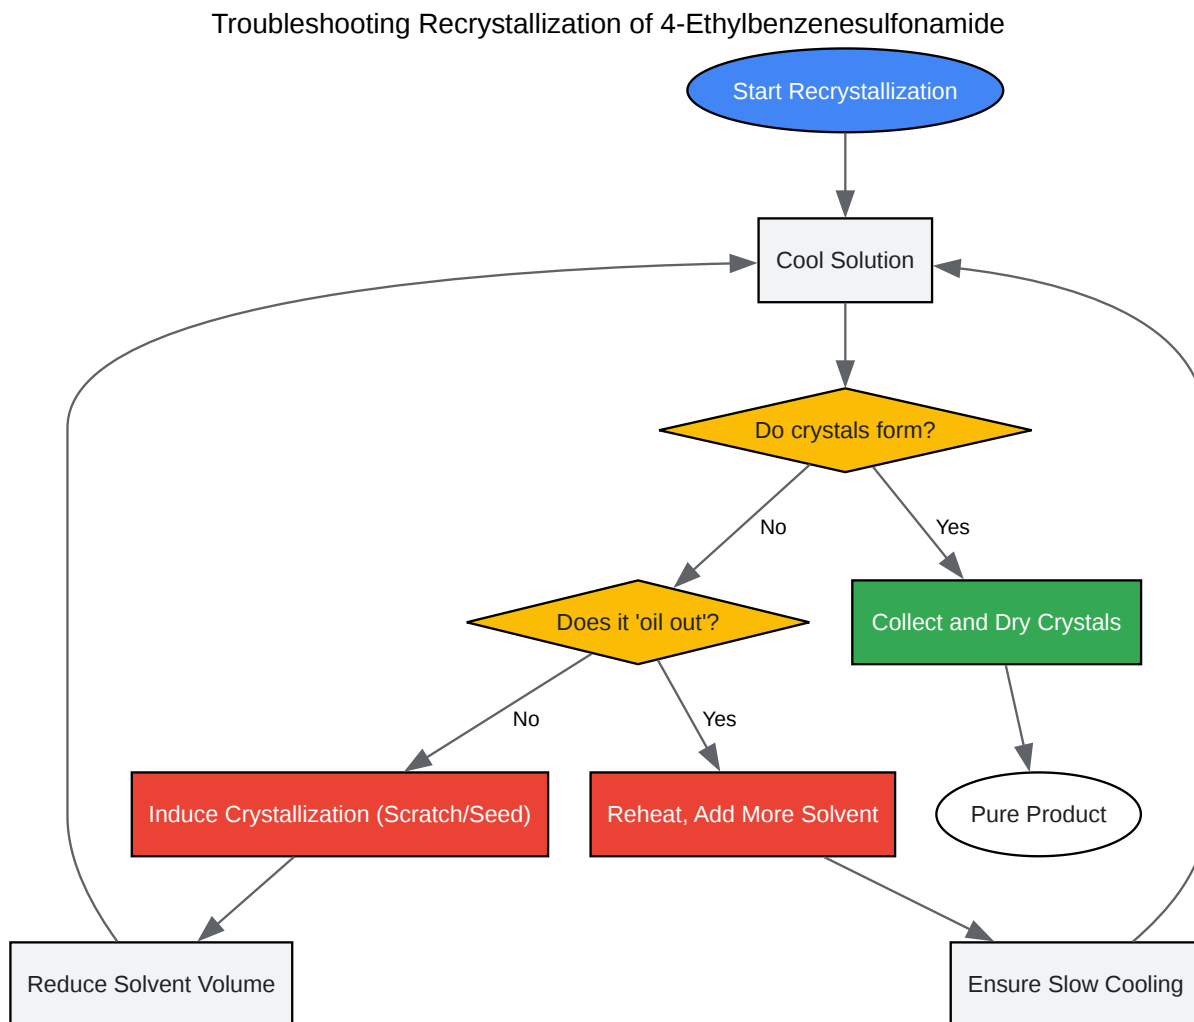 Troubleshooting Recrystallization of 4-Ethylbenzenesulfonamide
Start Recrystallization
Cool Solution
Do crystals form?
No
Yes
Does it 'oil out'?
Collect and Dry Crystals
No
Yes
Induce Crystallization (Scratch/Seed)
Reheat, Add More Solvent
Pure Product
Reduce Solvent Volume
Ensure Slow Cooling